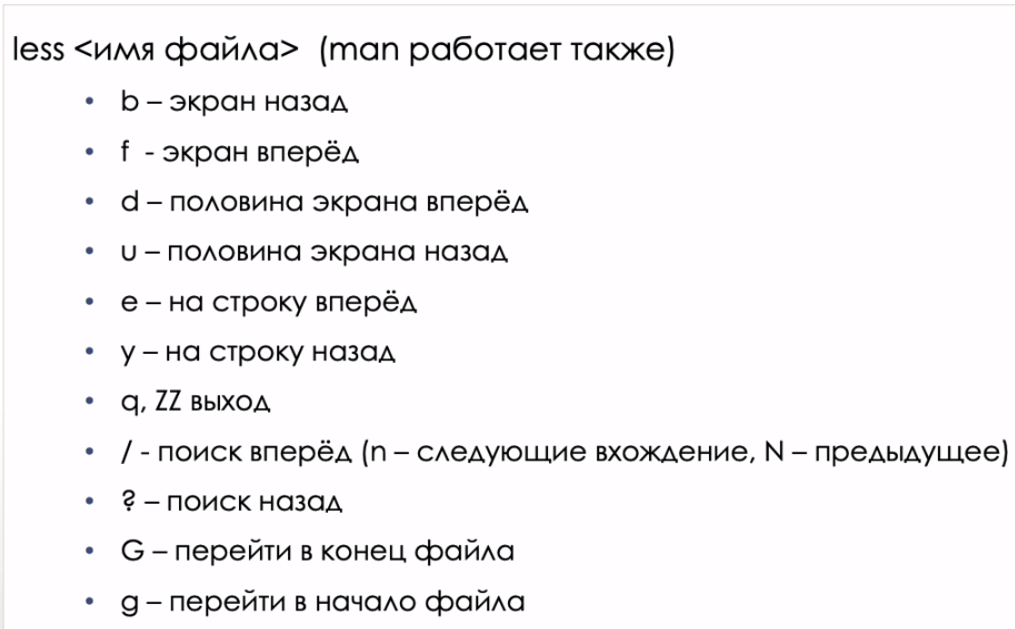 less <имя файла> (man работает также)
• b – экран назад
• f - экран вперёд
• d – половина экрана вперёд
• u – половина экрана назад
• e – на строку вперёд
• y – на строку назад
• q, ZZ выход
• / - поиск вперёд (n – следующие вхождение, N – предыдущее)
• ? – поиск назад
• G – перейти в конец файла
• g – перейти в начало файла